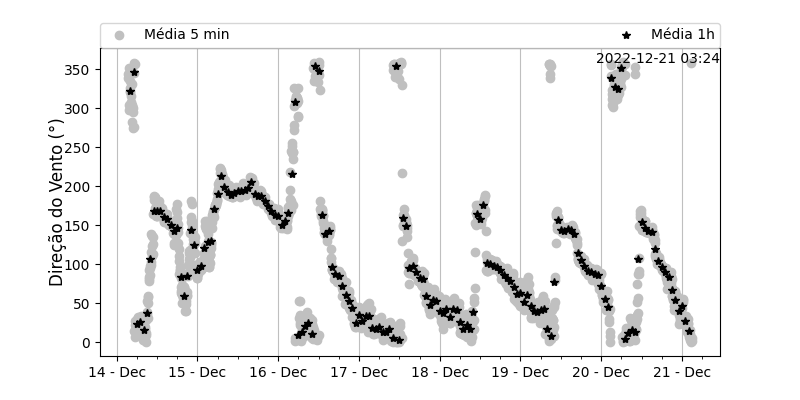 Média 5 min
Média 1h
2022-12-21 03:24
Direção do Vento (°)
350
300
250
200
150
100
50
0
14 - Dec
15 - Dec
16 - Dec
17 - Dec
18 - Dec
19 - Dec
20 - Dec
21 - Dec